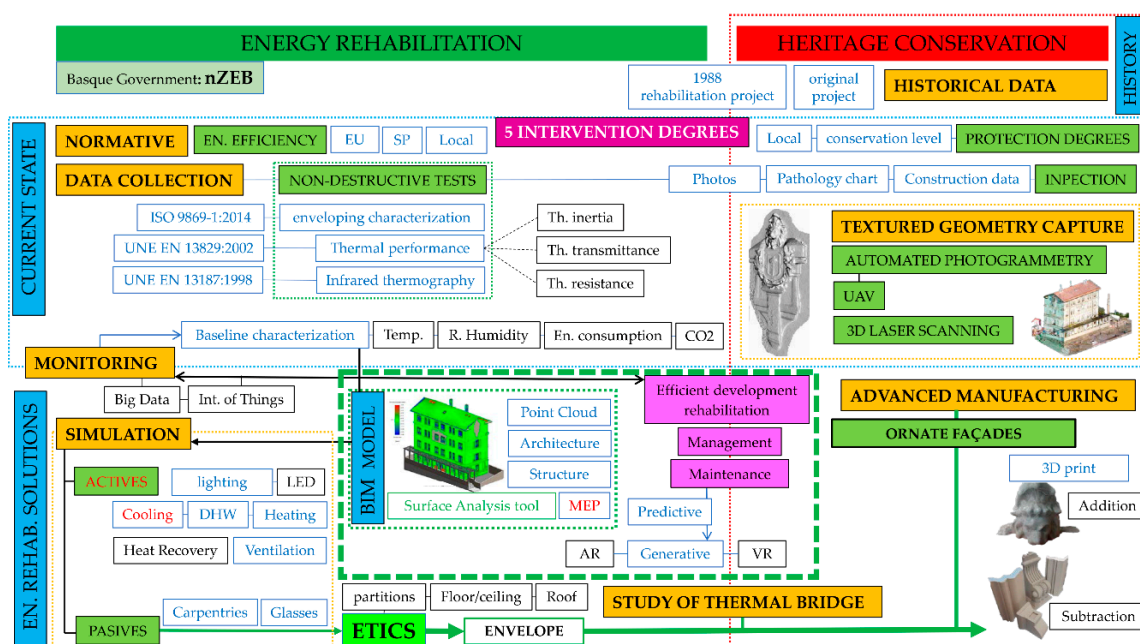 ENERGY REHABILITATION
HERITAGE CONSERVATION
HISTORY
Basque Government: nZEB
1988
rehabilitation project
original
project
HISTORICAL DATA
CURRENT STATE
NORMATIVE
EN. EFFICIENCY
EU
SP
Local
5 INTERVENTION DEGREES
Local
conservation level
PROTECTION DEGREES
DATA COLLECTION
NON-DESTRUCTIVE TESTS
Photos
Pathology chart
Construction data
INPECTION
ISO 9869-1:2014
enveloping characterization
Th. inertia
UNE EN 13829:2002
Thermal performance
Th. transmittance
UNE EN 13187:1998
Infrared thermography
Th. resistance
TEXTURED GEOMETRY CAPTURE
AUTOMATED PHOTOGRAMMETRY
UAV
3D LASER SCANNING
Baseline characterization
Temp.
R. Humidity
En. consumption
CO2
MONITORING
Big Data
Int. of Things
EN. REHAB. SOLUTIONS
SIMULATION
ACTIVES
lighting
LED
Cooling
DHW
Heating
Heat Recovery
Ventilation
Carpentries
Glasses
PASIVES
BIM MODEL
Point Cloud
Architecture
Structure
Surface Analysis tool
MEP
Efficient development
rehabilitation
Management
Maintenance
Predictive
AR
Generative
VR
ADVANCED MANUFACTURING
ORNATE FAÇADES
3D print
Addition
Subtraction
partitions
Floor/ceiling
Roof
STUDY OF THERMAL BRIDGE
ETICS
ENVELOPE